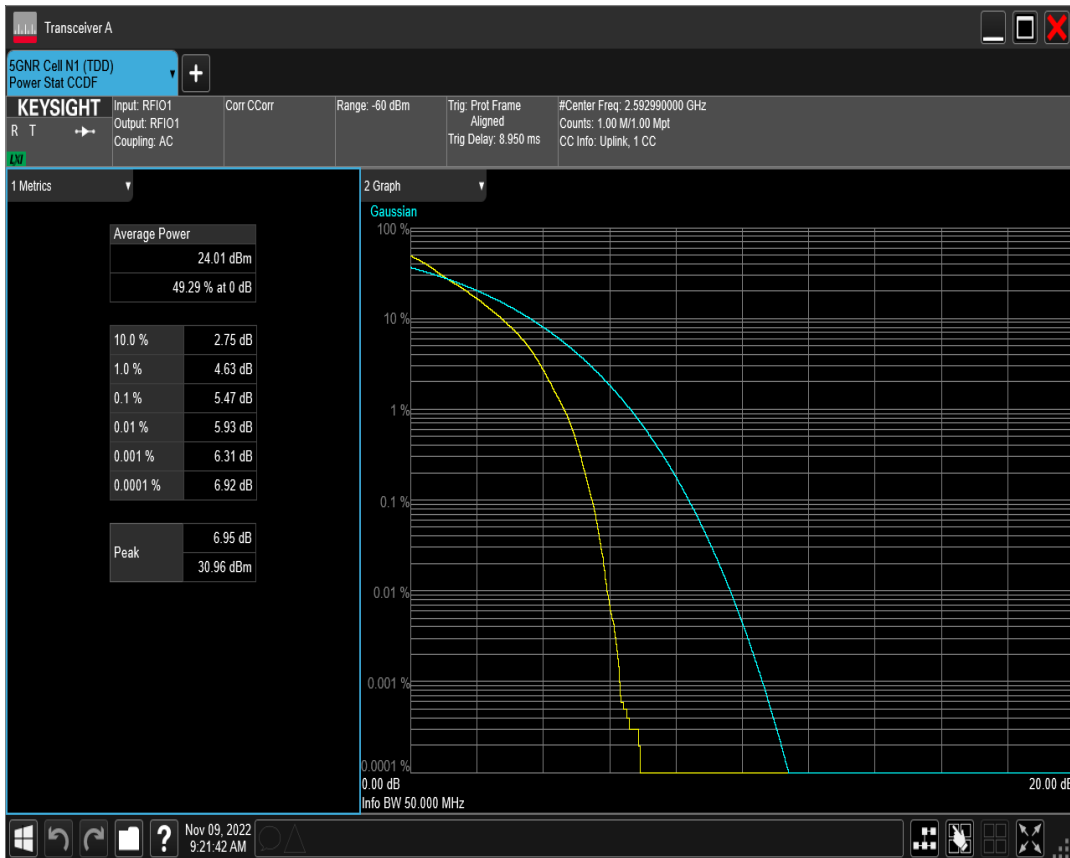 Transceiver A
5GNR Cell N1 (TDD)
Power Stat CCDF
+
KEYSIGHT
R T
LXI
Input: RFIO1
Output: RFIO1
Coupling: AC
Corr CCorr
Range: -60 dBm
Trig: Prot Frame
Aligned
Trig Delay: 8.950 ms
#Center Freq: 2.592990000 GHz
Counts: 1.00 M/1.00 Mpt
CC Info: Uplink, 1 CC
1 Metrics
Average Power
24.01 dBm
49.29 % at 0 dB
10.0 % 2.75 dB
1.0 % 4.63 dB
0.1 % 5.47 dB
0.01 % 5.93 dB
0.001 % 6.31 dB
0.0001 % 6.92 dB
Peak 6.95 dB
30.96 dBm
2 Graph
Gaussian
100 %
10 %
1 %
0.1 %
0.01 %
0.001 %
0.0001 %
0.00 dB 20.00 dB
Info BW 50.000 MHz
?
Nov 09, 2022
9:21:42 AM